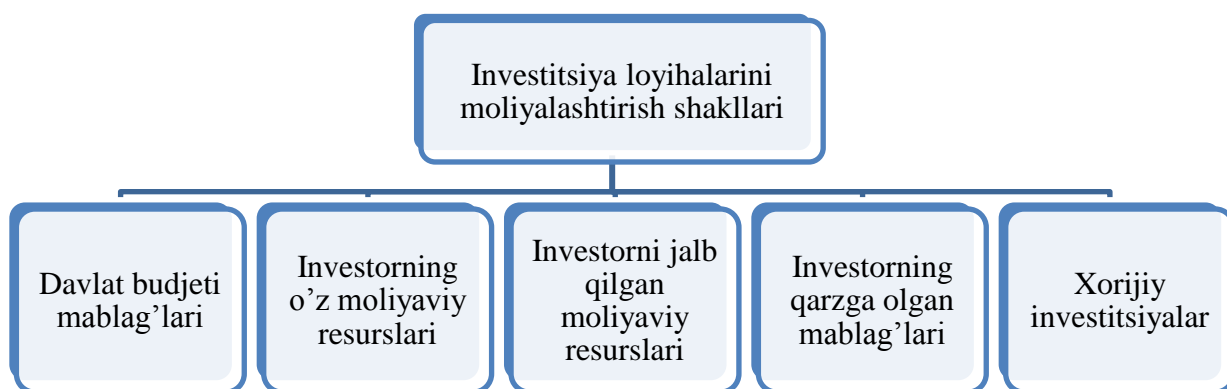 Investitsiya loyihalarini
moliyalashtirish shakllari
Davlat budjeti
mablag’lari
Investorning
o’z moliyaviy
resurslari
Investorni jalb
qilgan
moliyaviy
resurslari
Investorning
qarzga olgan
mablag’lari
Xorijiy
investitsiyalar